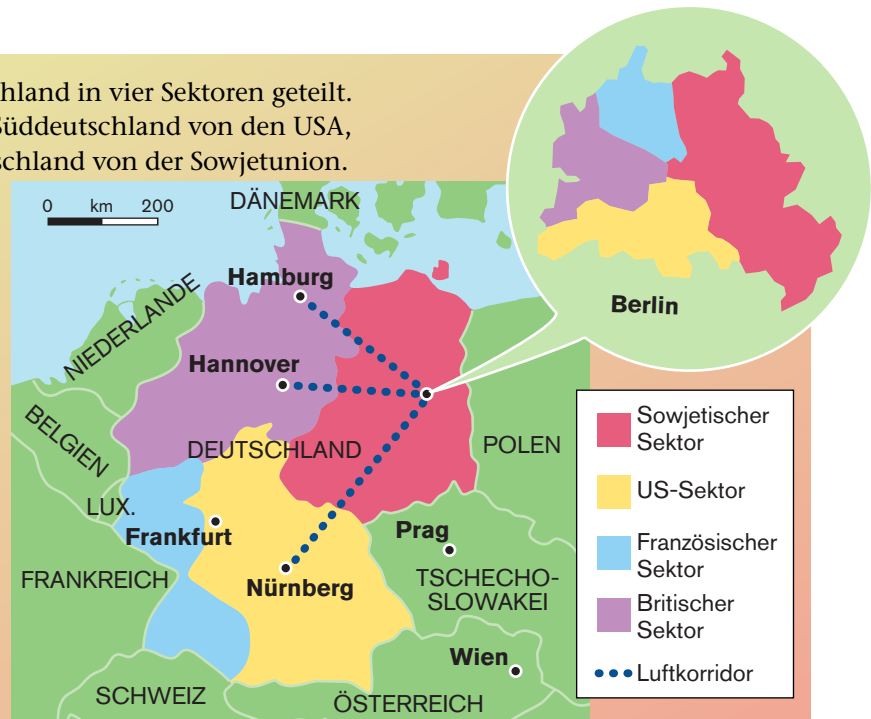 chland in vier Sektoren geteilt.
Süddeutschland von den USA,
schland von der Sowjetunion.
0 km 200
DÄNEMARK
Hamburg
NIEDERLANDE
Hannover
Berlin
BELGIEN
DEUTSCHLAND
POLEN
LUX.
Frankfurt
Prag
FRANKREICH
Nürnberg
TSCHECHO-
SLOWAKEI
Wien
SCHWEIZ
ÖSTERREICH
Sowjetischer
Sektor
US-Sektor
Französischer
Sektor
Britischer
Sektor
Luftkorridor